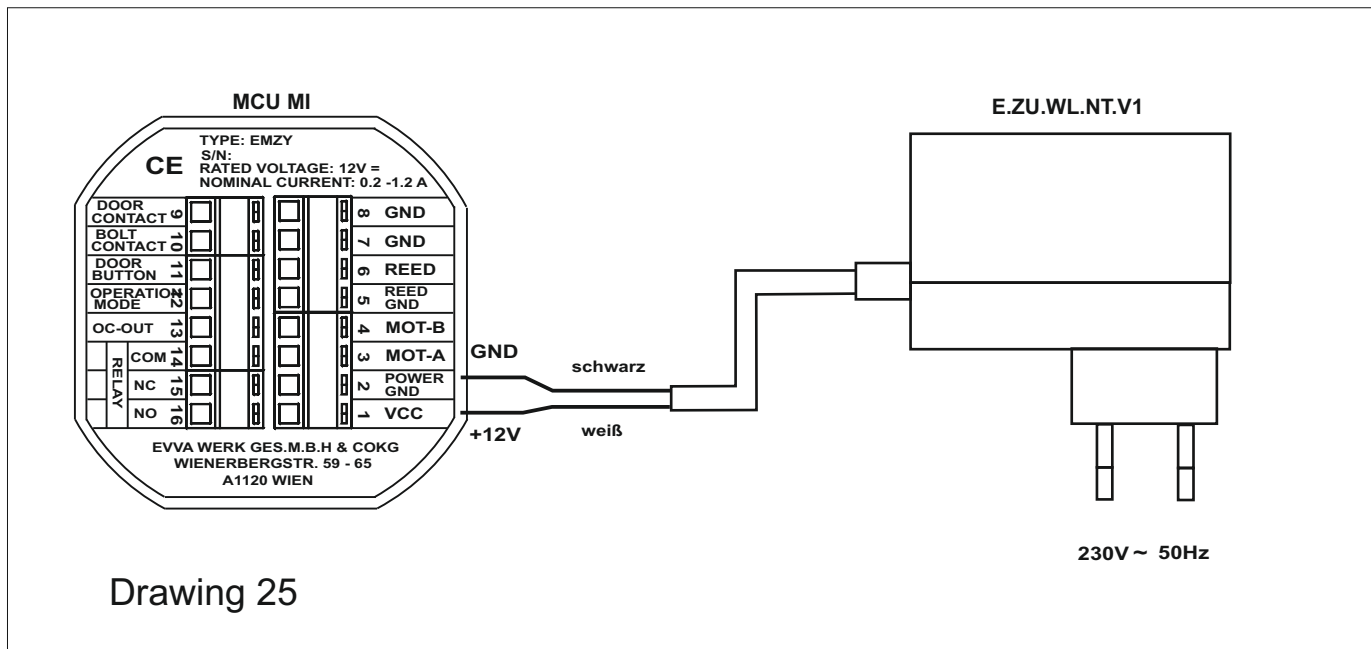 MCU MI
TYPE: EMZY
S/N:
RATED VOLTAGE: 12V =
NOMINAL CURRENT: 0.2 -1.2 A
CE
DOOR
CONTACT 9
BOLT
CONTACT 10
DOOR
BUTTON 11
OPERATION
MODE 12
OC-OUT 13
RELAY
COM 14
NC 15
NO 16
8 GND
7 GND
6 REED
5 REED
GND
4 MOT-B
3 MOT-A
2 POWER
GND
1 VCC
EVVA WERK GES.M.B.H & COKG
WIENERBERGSTR. 59 - 65
A1120 WIEN
GND
+12V
schwarz
weiß
E.ZU.WL.NT.V1
230V ~ 50Hz
Drawing 25